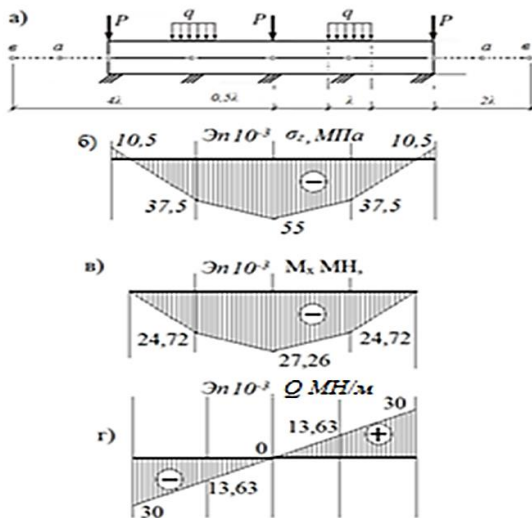 а)
P q P q P
в а а в
4λ 0,5λ λ 2λ
б)
10,5 Эп 10⁻³ σz, МПа 10,5
37,5 37,5
55
в) Эп 10⁻³ Mx МН,
24,72 24,72
27,26
Эп 10⁻³ Q МН/м
г) 0 13,63 30
13,63
30